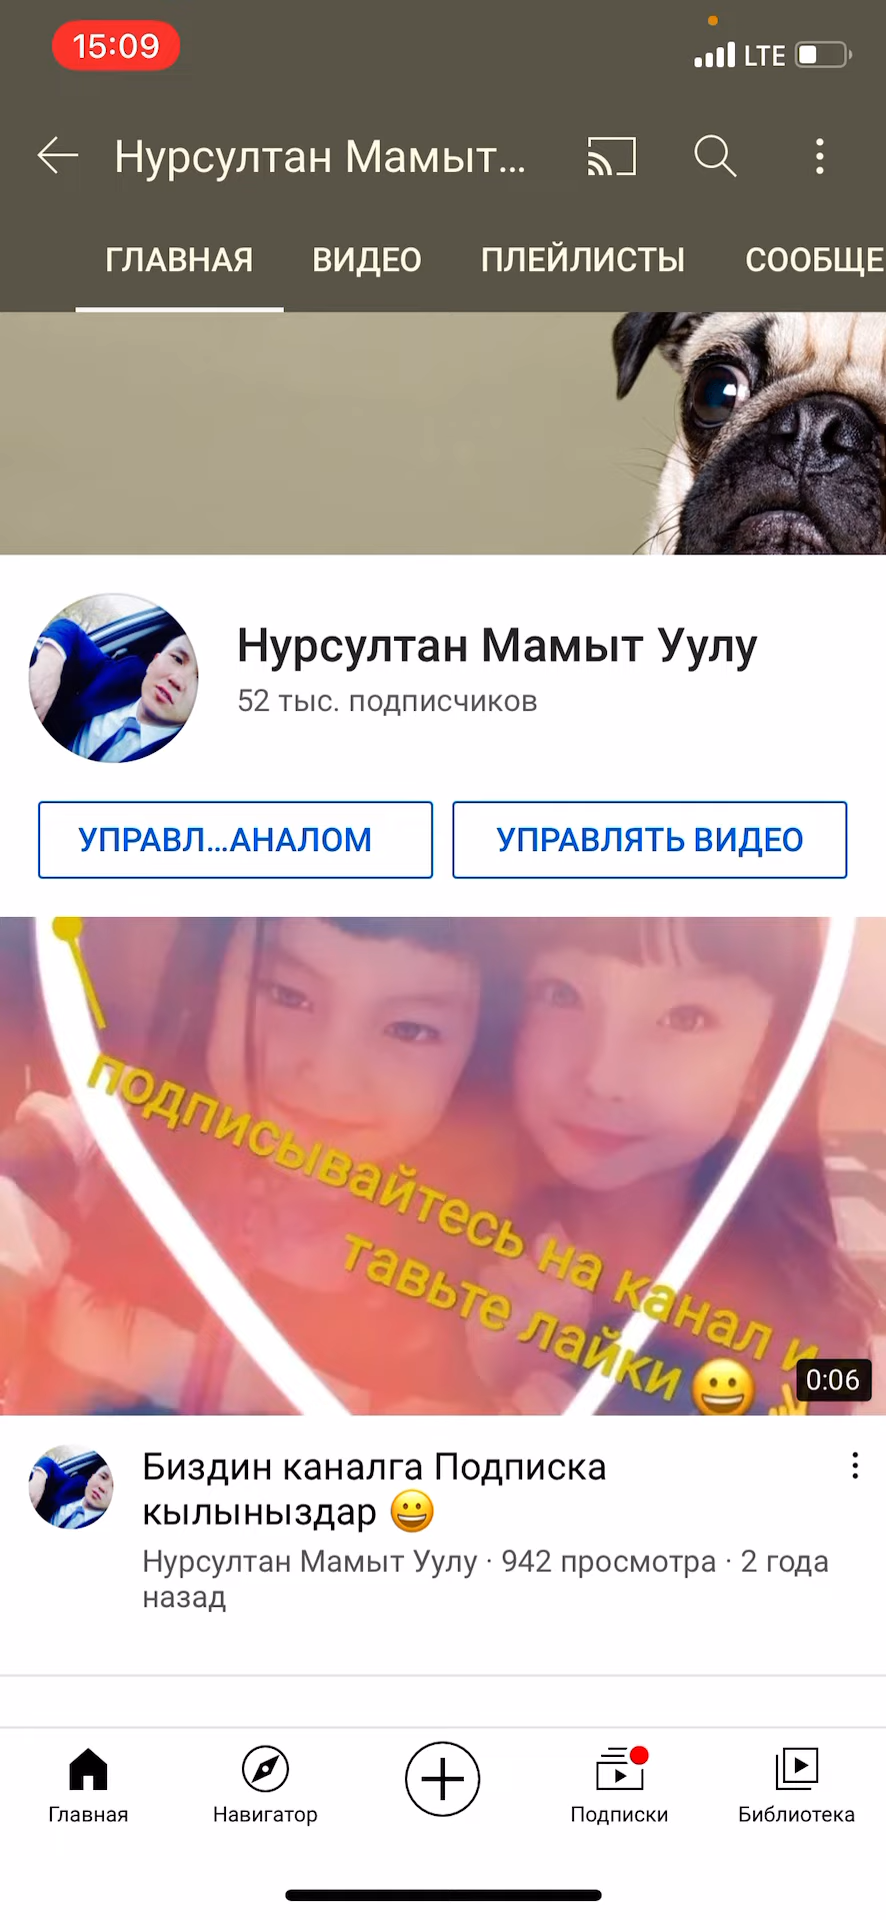 15:09
LTE
Нурсултан Мамыт...
ГЛАВНАЯ ВИДЕО ПЛЕЙЛИСТЫ СООБЩЕ
Нурсултан Мамыт Уулу
52 тыс. подписчиков
УПРАВЛ...АНАЛОМ УПРАВЛЯТЬ ВИДЕО
подписывайтесь на канал и
тавьте лайки 😀
0:06
Биздин каналга Подписка
кылыныздар 😀
Нурсултан Мамыт Уулу · 942 просмотра · 2 года
назад
Главная Навигатор Подписки Библиотека